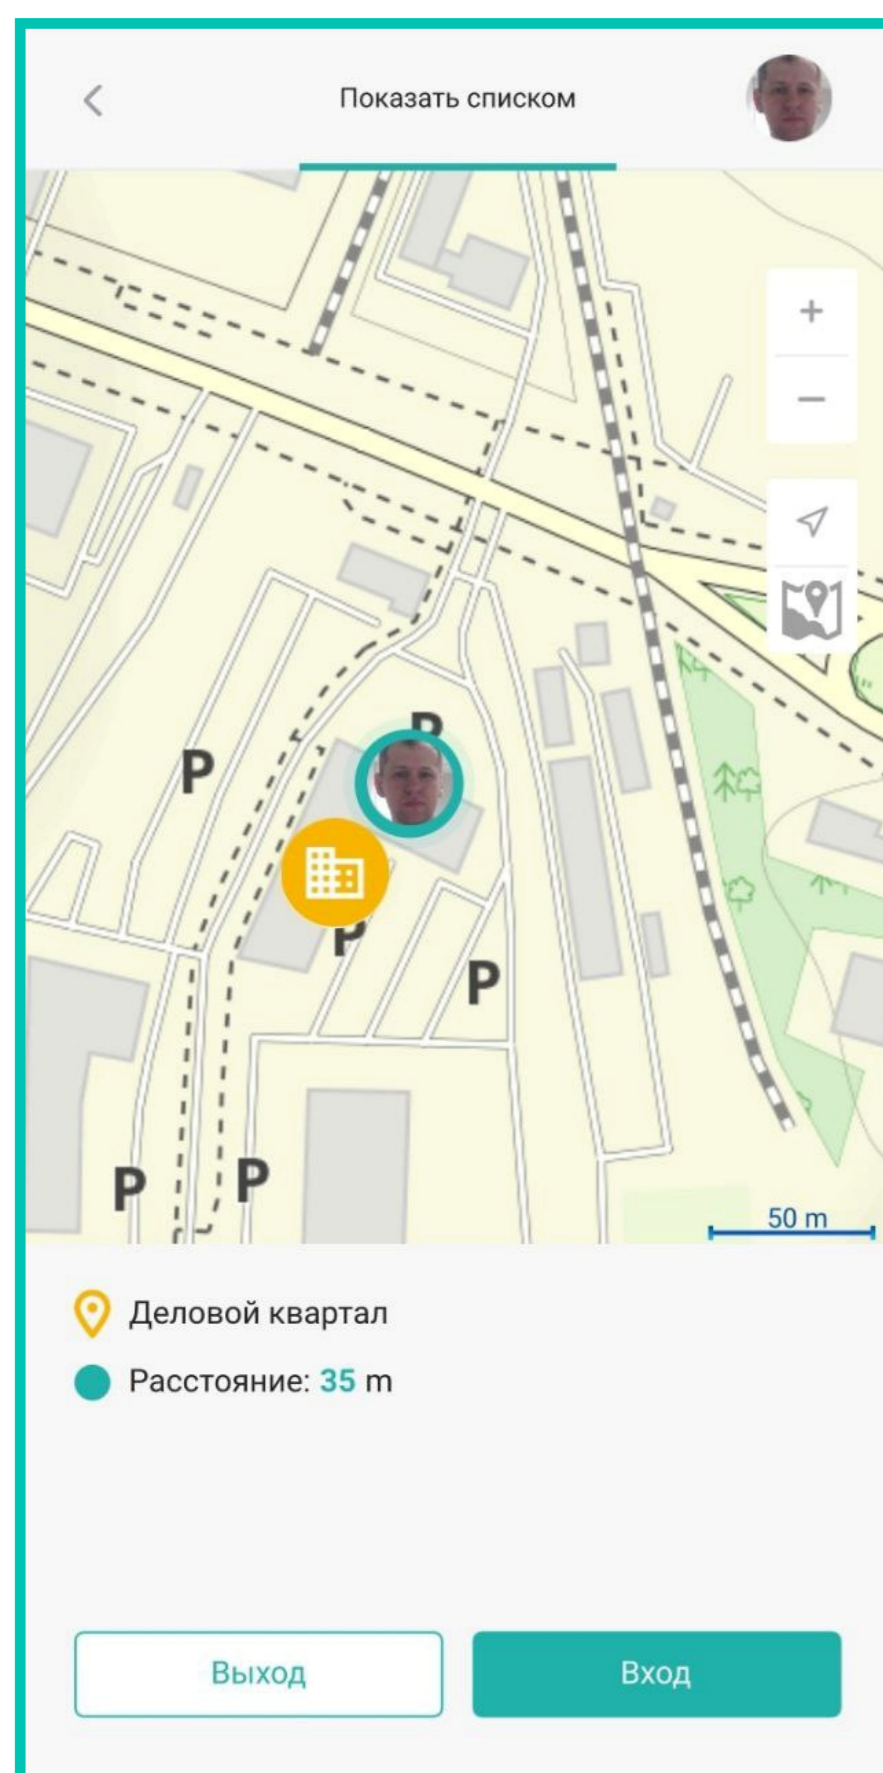 Показать списком
+
−
P
P
P
P
P
P
50 m
Деловой квартал
Расстояние: 35 m
Выход
Вход